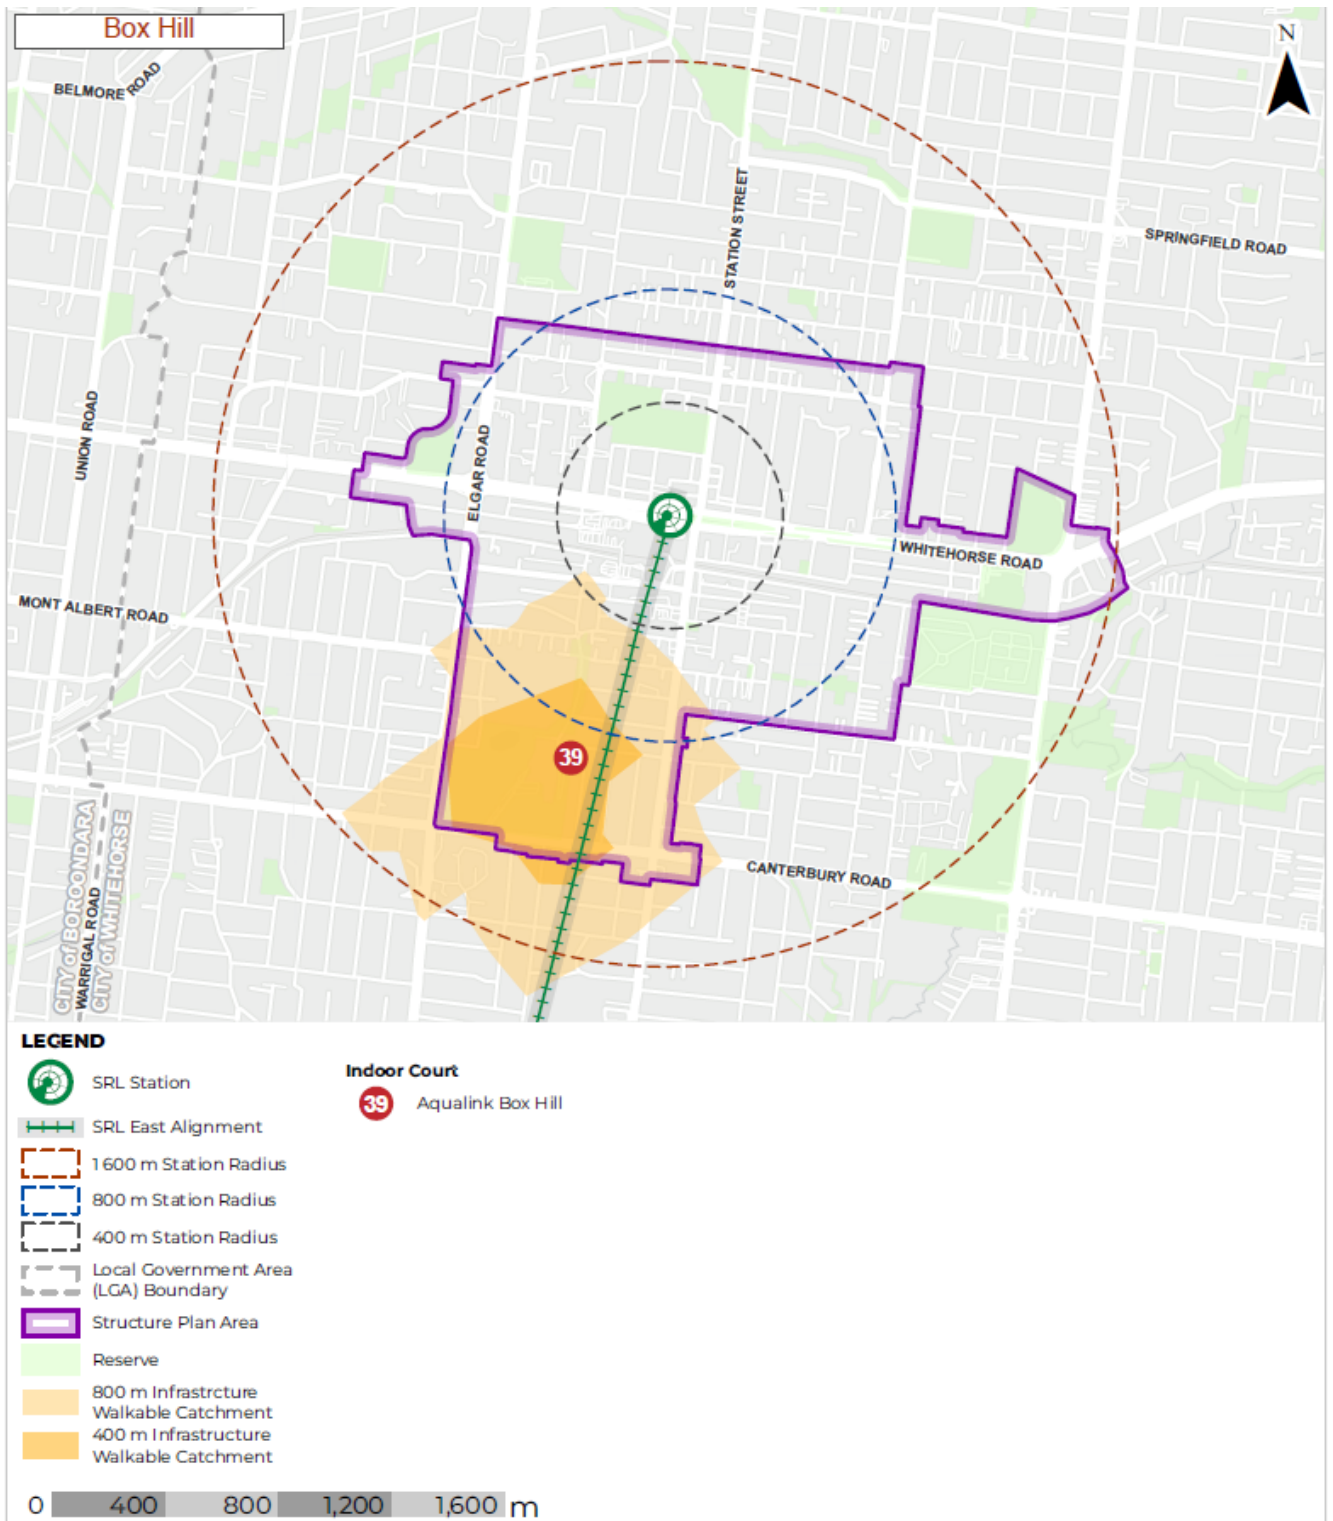 Box Hill
N
BELMORE ROAD
STATION STREET
SPRINGFIELD ROAD
UNION ROAD
ELGAR ROAD
WHITEHORSE ROAD
MONT ALBERT ROAD
39
CITY of BOROONDARA
WARRIGAL ROAD
CITY of WHITEHORSE
CANTERBURY ROAD
LEGEND
SRL Station
SRL East Alignment
1600 m Station Radius
800 m Station Radius
400 m Station Radius
Local Government Area
(LGA) Boundary
Structure Plan Area
Reserve
800 m Infrastrcture
Walkable Catchment
400 m Infrastructure
Walkable Catchment
Indoor Court
39 Aqualink Box Hill
0 400 800 1,200 1,600 m